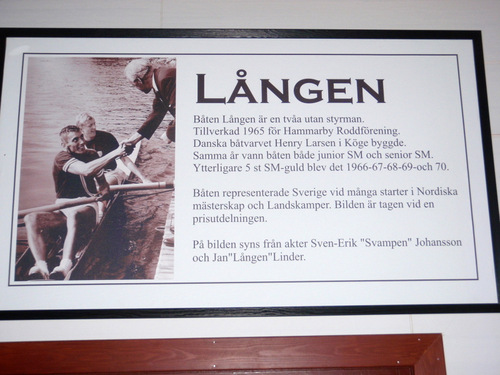 LÅNGEN
Båten Lången är en tvåa utan styrman.
Tillverkad 1965 för Hammarby Roddförening.
Danska båtvarvet Henry Larsen i Köge byggde.
Samma år vann båten både junior SM och senior SM.
Ytterligare 5 st SM-guld blev det 1966-67-68-69-och 70.
Båten representerade Sverige vid många starter i Nordiska
mästerskap och Landskamper. Bilden är tagen vid en
prisutdelningen.
På bilden syns från akter Sven-Erik "Svampen" Johansson
och Jan"Lången"Linder.